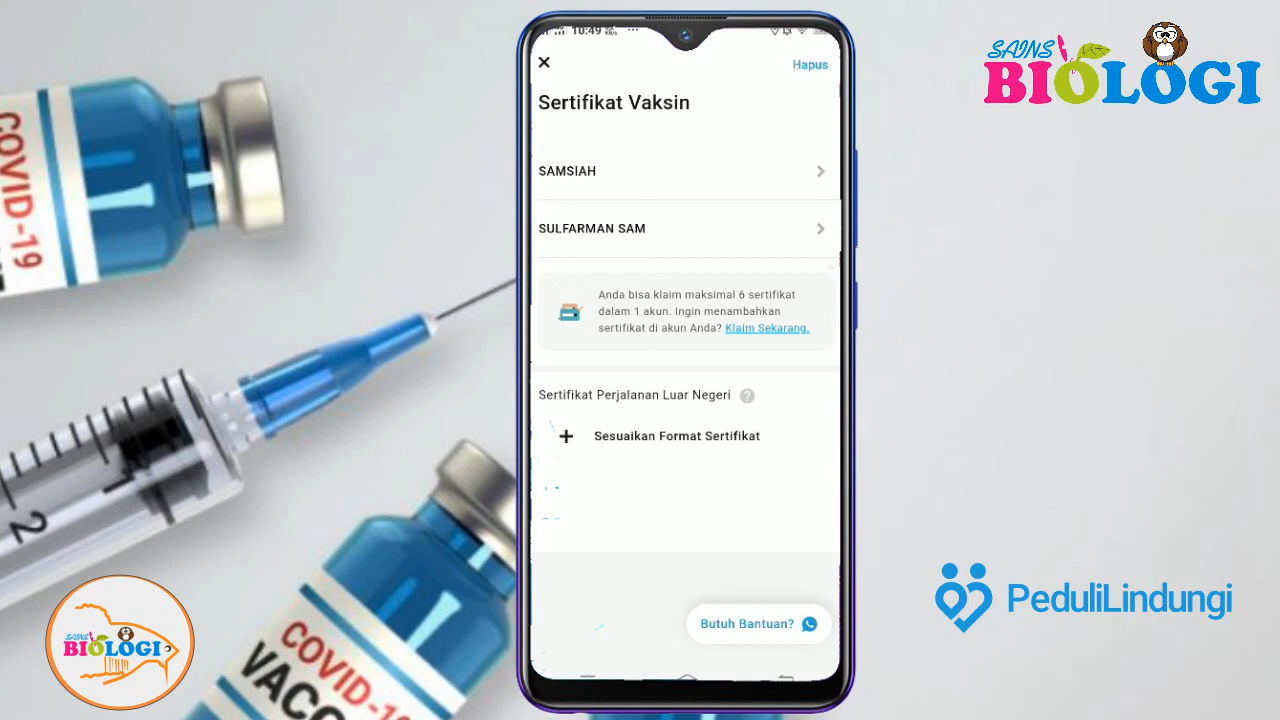 10:49
Hapus
Sertifikat Vaksin
SAMSIAH
SULFARMAN SAM
Anda bisa klaim maksimal 6 sertifikat
dalam 1 akun. Ingin menambahkan
sertifikat di akun Anda? Klaim Sekarang.
Sertifikat Perjalanan Luar Negeri ?
+ Sesuaikan Format Sertifikat
Butuh Bantuan?
SAINS
BIOLOGI
PeduliLindungi
COVID-19
2
COVID-19
SAINS
BIOLOGI